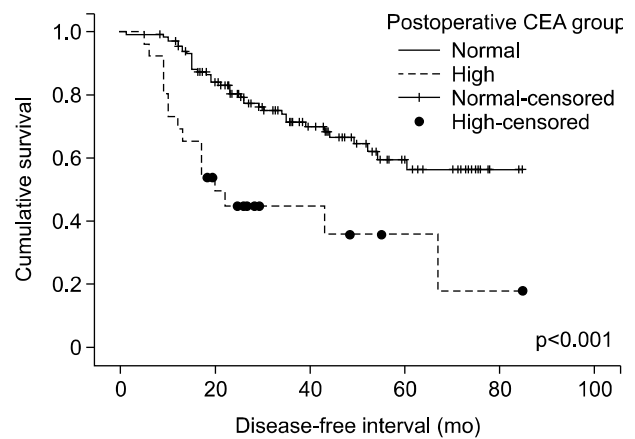 Postoperative CEA group
Normal
High
Normal-censored
High-censored
1.0
0.8
0.6
0.4
0.2
0
Cumulative survival
p<0.001
0 20 40 60 80 100
Disease-free interval (mo)